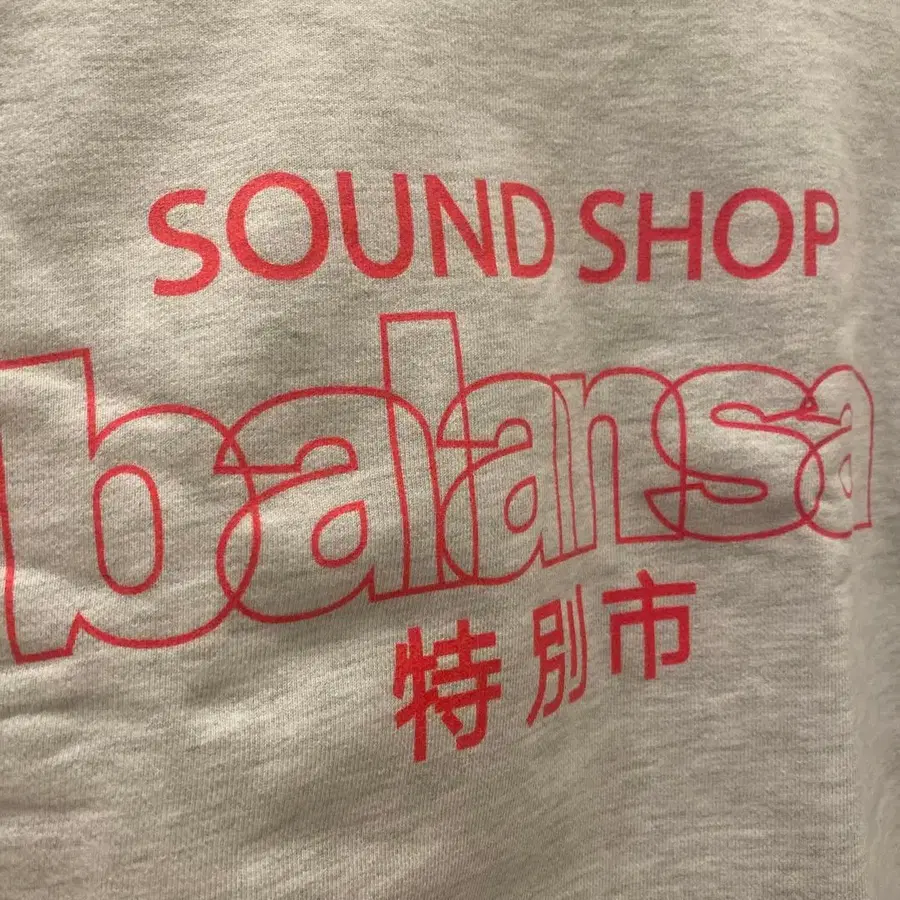 SOUND SHOP
balansa
特別市